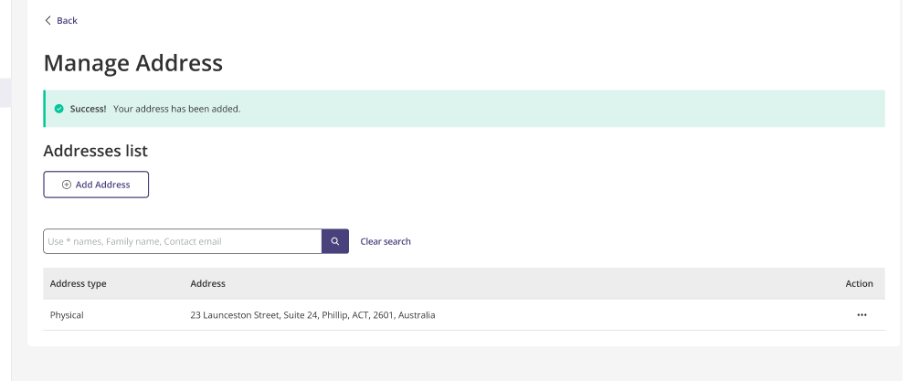 Back
Manage Address
Success! Your address has been added.
Addresses list
Add Address
Use * names, Family name, Contact email
Clear search
Address type Address Action
Physical 23 Launceston Street, Suite 24, Phillip, ACT, 2601, Australia ...